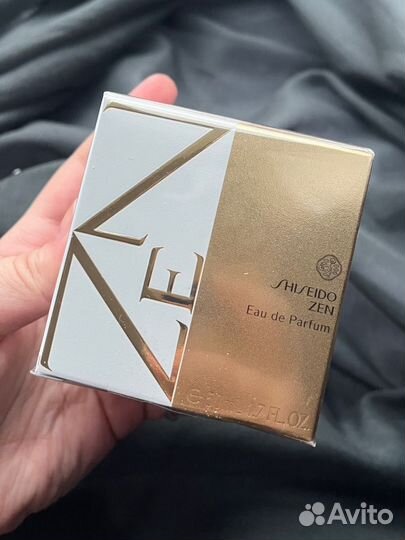 ZEN
SHISEIDO
ZEN
Eau de Parfum
1.7 FL.OZ.
Avito